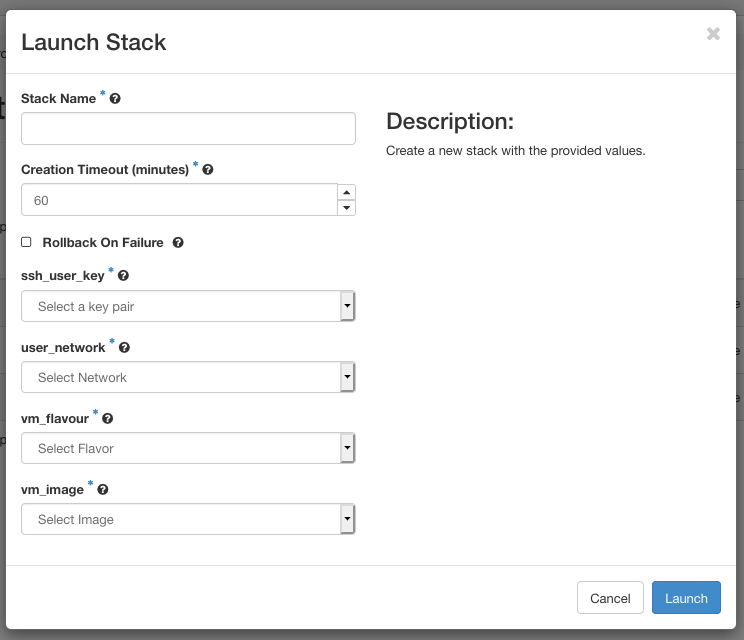 Launch Stack
Stack Name *
Creation Timeout (minutes) *
60
Rollback On Failure
ssh_user_key *
Select a key pair
user_network *
Select Network
vm_flavour *
Select Flavor
vm_image *
Select Image
Description:
Create a new stack with the provided values.
Cancel
Launch